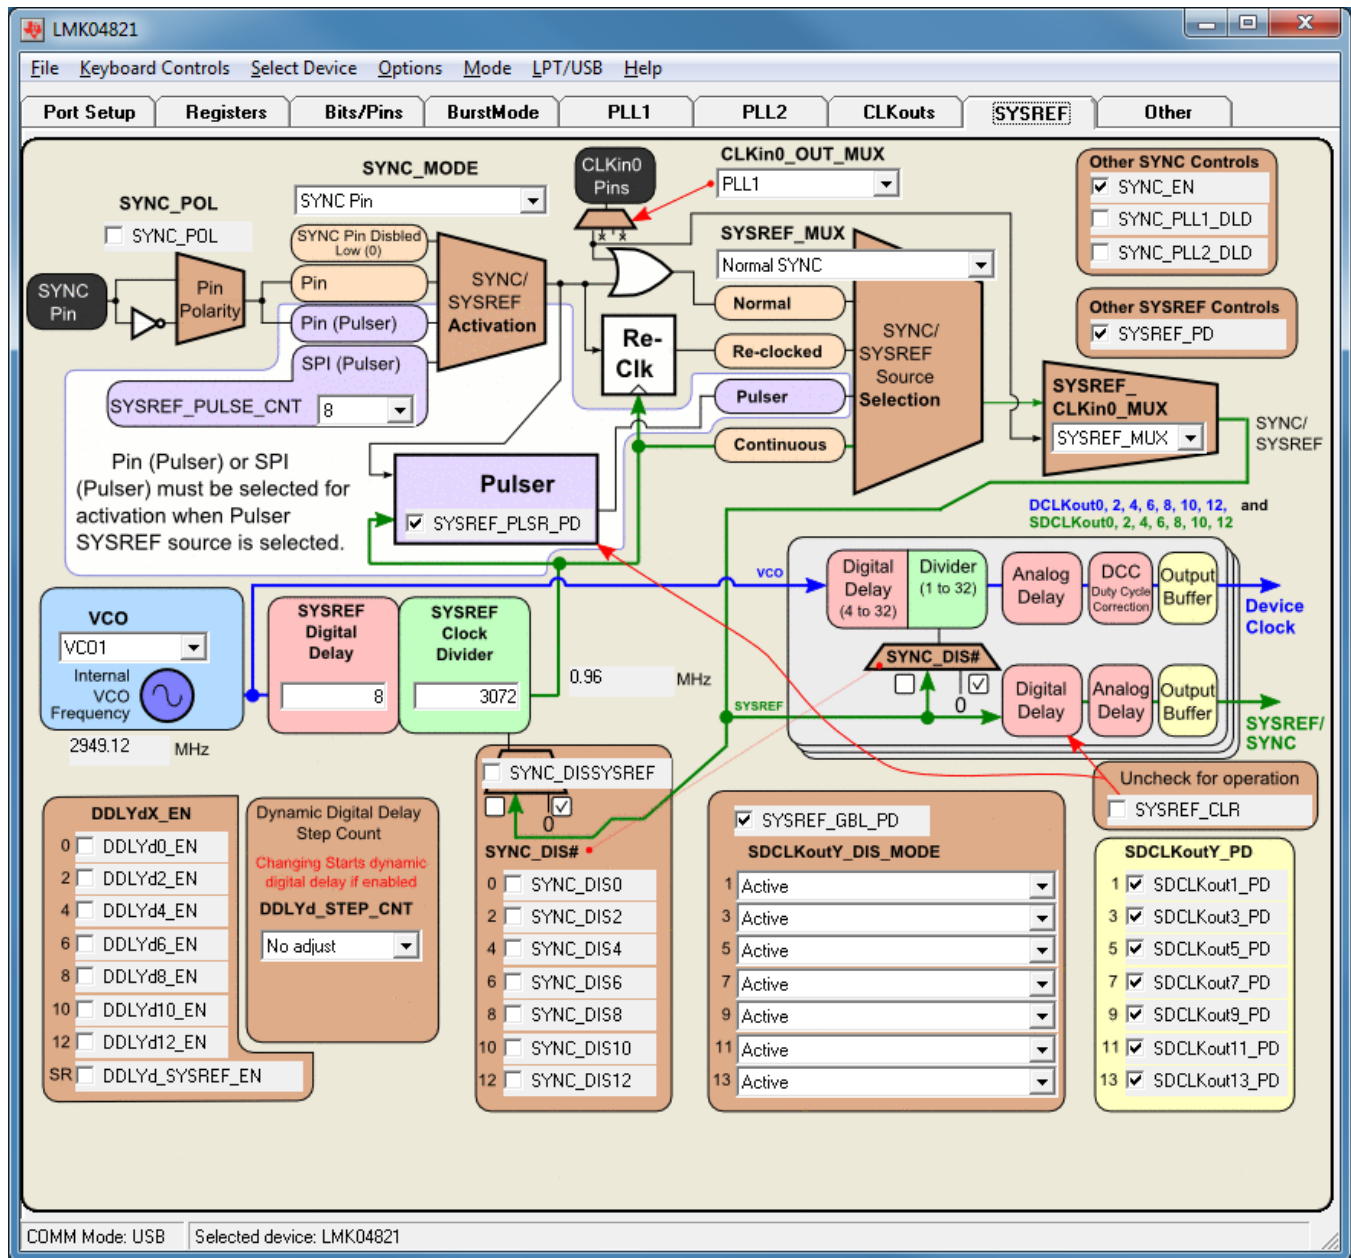 LMK04821
File Keyboard Controls Select Device Options Mode LPT/USB Help
Port Setup Registers Bits/Pins BurstMode PLL1 PLL2 CLKouts SYSREF Other
SYNC_MODE
SYNC Pin
SYNC_POL
SYNC_POL
SYNC
Pin
Pin
Polarity
SYNC Pin Disbled
Low (0)
Pin
Pin (Pulser)
SPI (Pulser)
SYSREF_PULSE_CNT 8
SYNC/
SYSREF
Activation
CLKin0
Pins
CLKin0_OUT_MUX
PLL1
SYSREF_MUX
Normal SYNC
Normal
Re-clocked
Pulser
Continuous
Re-
Clk
SYNC/
SYSREF
Source
Selection
Other SYNC Controls
SYNC_EN
SYNC_PLL1_DLD
SYNC_PLL2_DLD
Other SYSREF Controls
SYSREF_PD
SYSREF_
CLKin0_MUX
SYSREF_MUX
SYNC/
SYSREF
Pin (Pulser) or SPI
(Pulser) must be selected for
activation when Pulser
SYSREF source is selected.
Pulser
SYSREF_PLSR_PD
DCLKout0, 2, 4, 6, 8, 10, 12, and
SDCLKout0, 2, 4, 6, 8, 10, 12
VCO
VCO1
Internal
VCO
Frequency
2949.12 MHz
SYSREF
Digital
Delay
8
SYSREF
Clock
Divider
3072
0.96 MHz
VCO
Digital
Delay
(4 to 32)
Divider
(1 to 32)
Analog
Delay
DCC
Duty Cycle
Correction
Output
Buffer
Device
Clock
SYNC_DIS#
0
SYSREF
Digital
Delay
Analog
Delay
Output
Buffer
SYSREF/
SYNC
SYNC_DISSYSREF
0
SYNC_DIS#
0 SYNC_DIS0
2 SYNC_DIS2
4 SYNC_DIS4
6 SYNC_DIS6
8 SYNC_DIS8
10 SYNC_DIS10
12 SYNC_DIS12
Uncheck for operation
SYSREF_CLR
DDLYdX_EN
0 DDLYd0_EN
2 DDLYd2_EN
4 DDLYd4_EN
6 DDLYd6_EN
8 DDLYd8_EN
10 DDLYd10_EN
12 DDLYd12_EN
SR DDLYd_SYSREF_EN
Dynamic Digital Delay
Step Count
Changing Starts dynamic
digital delay if enabled
DDLYd_STEP_CNT
No adjust
SYSREF_GBL_PD
SDCLKoutY_DIS_MODE
1 Active
3 Active
5 Active
7 Active
9 Active
11 Active
13 Active
SDCLKoutY_PD
1 SDCLKout1_PD
3 SDCLKout3_PD
5 SDCLKout5_PD
7 SDCLKout7_PD
9 SDCLKout9_PD
11 SDCLKout11_PD
13 SDCLKout13_PD
COMM Mode: USB Selected device: LMK04821